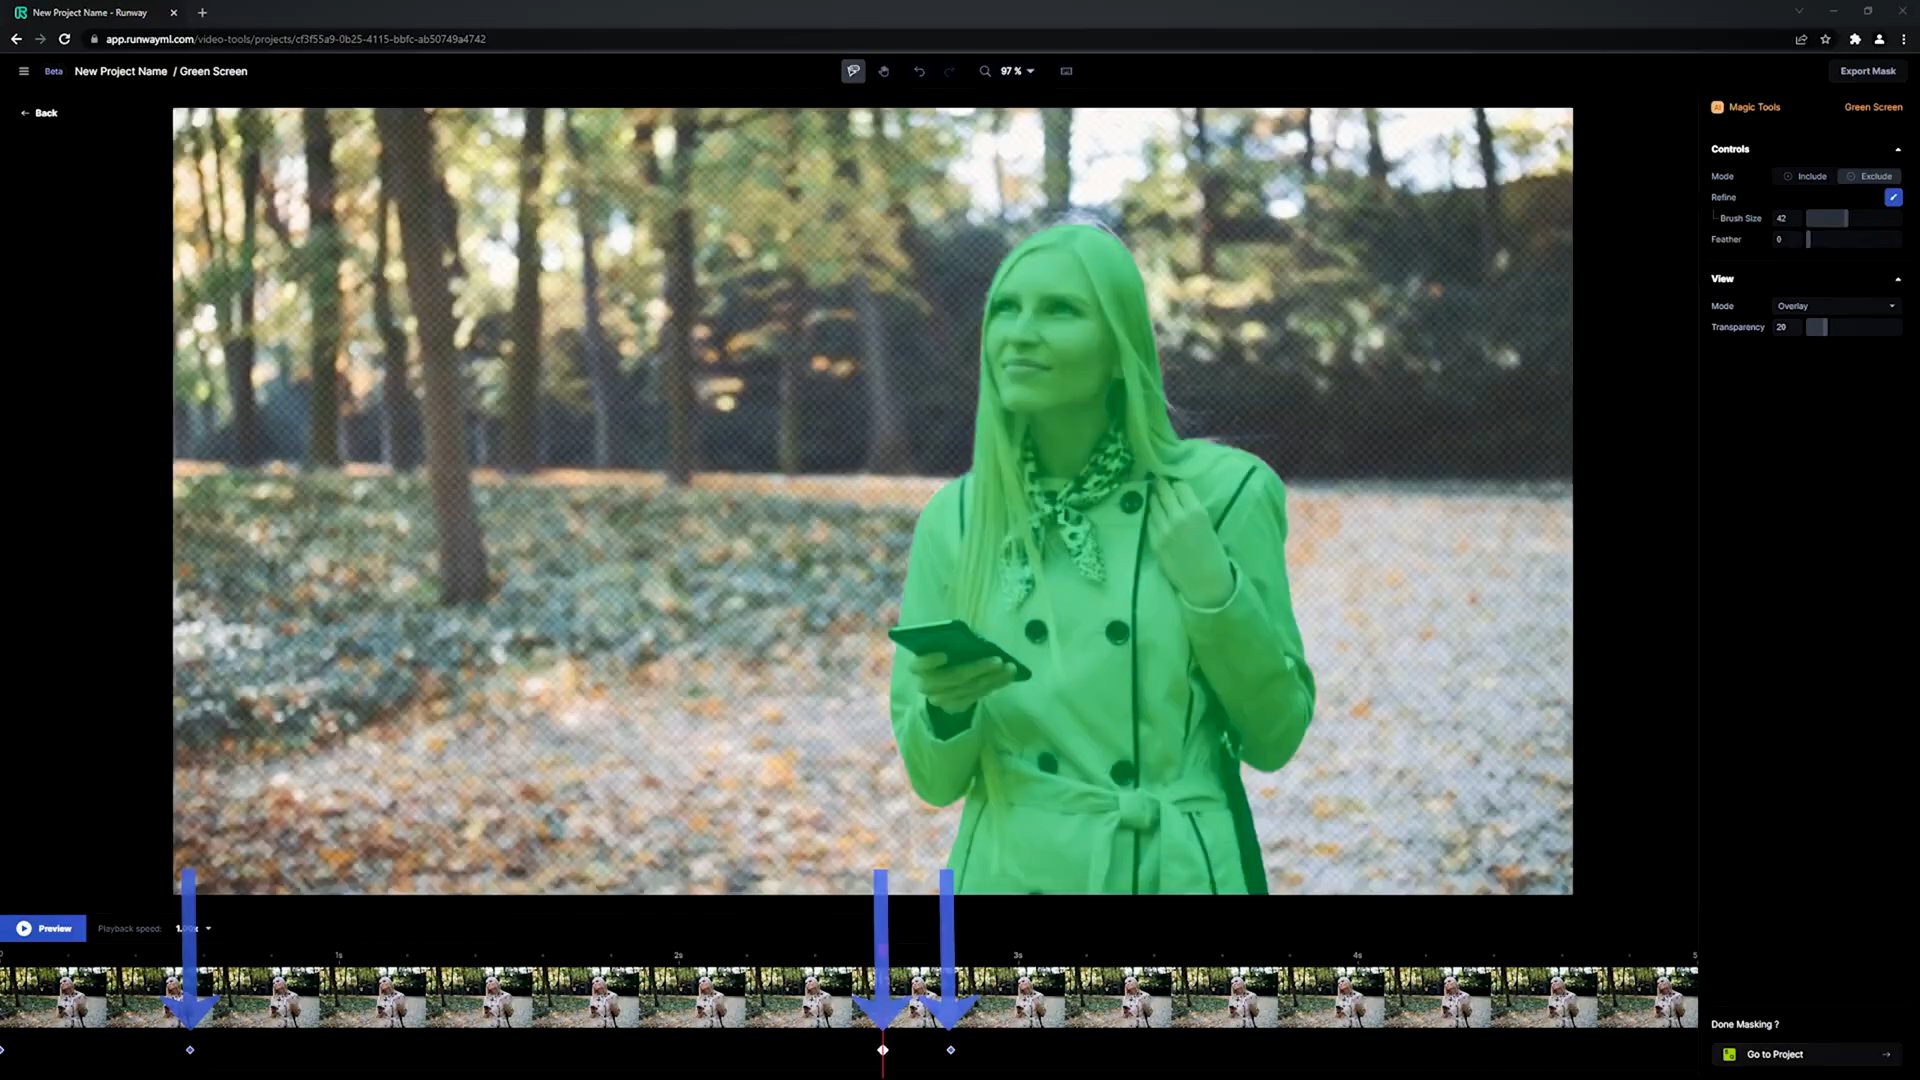 New Project Name - Runway
app.runwayml.com/video-tools/projects/cf3f55a9-0b25-4115-bbfc-ab50749a4742
Beta New Project Name / Green Screen
97 %
Export Mask
Back
Magic Tools Green Screen
Controls
Mode Include Exclude
Refine
Brush Size 42
Feather 0
View
Mode Overlay
Transparency 20
Preview Playback speed:
1s 2s 3s 4s 5
Done Masking ?
Go to Project